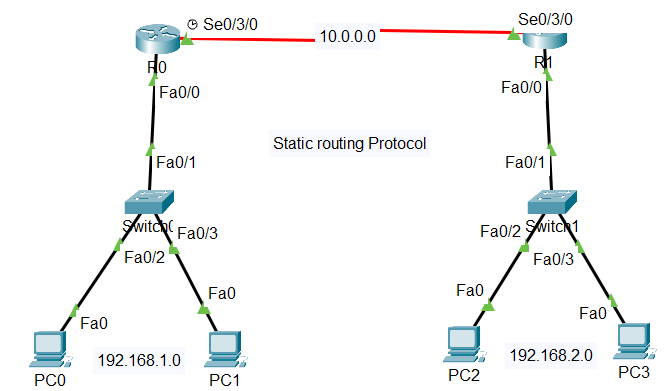 Se0/3/0
10.0.0.0
Se0/3/0
R0
R1
Fa0/0
Fa0/0
Static routing Protocol
Fa0/1
Fa0/1
Switch0
Switch1
Fa0/3
Fa0/2
Fa0/2
Fa0/3
Fa0
Fa0
Fa0
Fa0
192.168.1.0
192.168.2.0
PC0
PC1
PC2
PC3